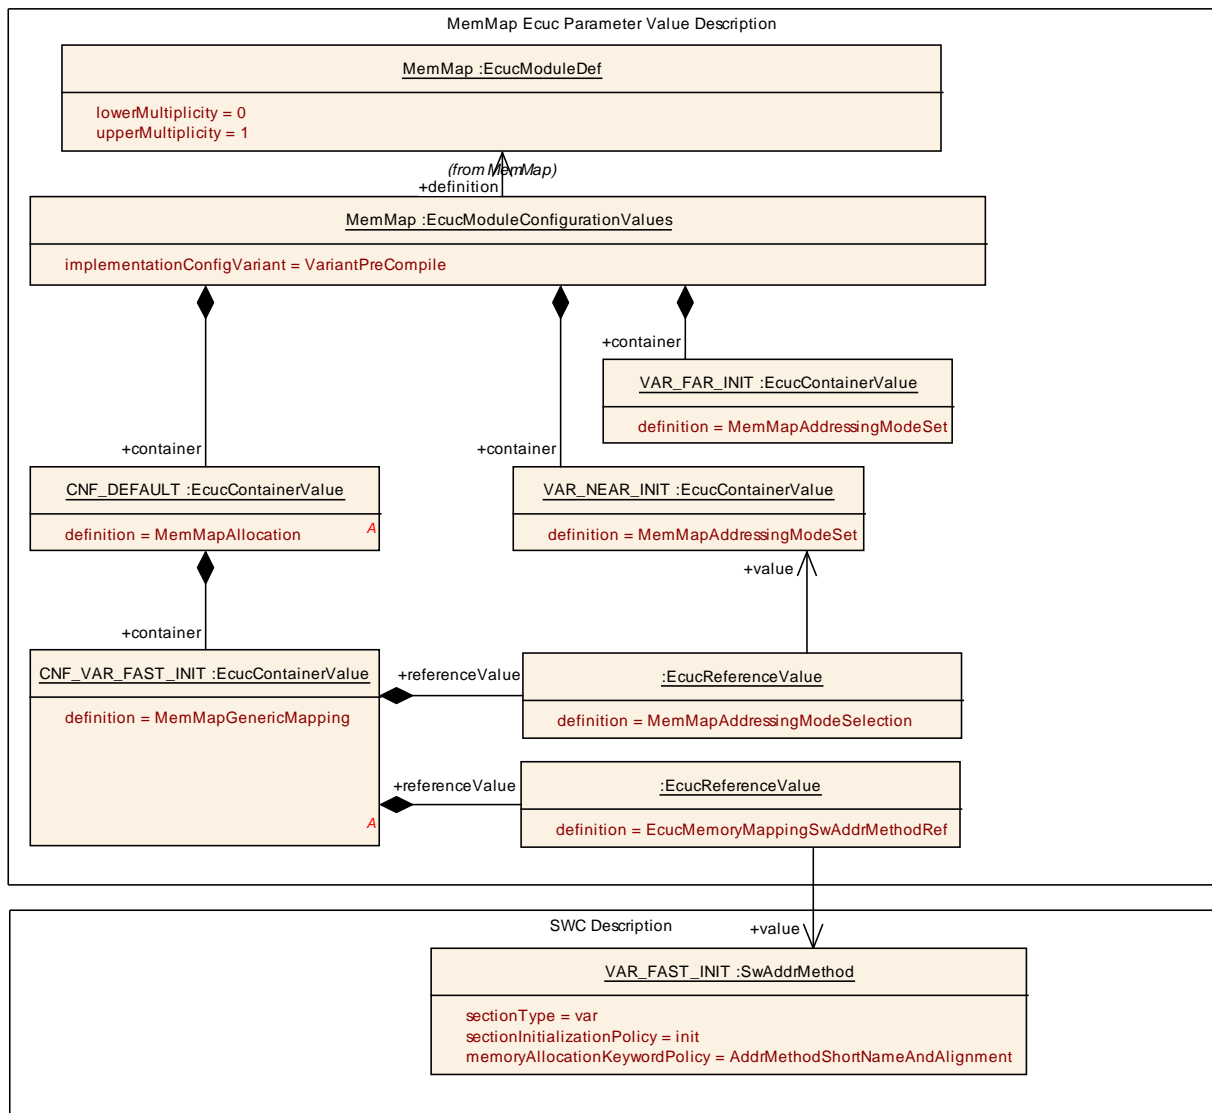 MemMap Ecuc Parameter Value Description
MemMap :EcucModuleDef
lowerMultiplicity = 0
upperMultiplicity = 1
(from MemMap)
+definition
MemMap :EcucModuleConfigurationValues
implementationConfigVariant = VariantPreCompile
+container
VAR_FAR_INIT :EcucContainerValue
definition = MemMapAddressingModeSet
+container
+container
CNF_DEFAULT :EcucContainerValue
definition = MemMapAllocation
A
VAR_NEAR_INIT :EcucContainerValue
definition = MemMapAddressingModeSet
+value
+container
CNF_VAR_FAST_INIT :EcucContainerValue
definition = MemMapGenericMapping
A
+referenceValue
:EcucReferenceValue
definition = MemMapAddressingModeSelection
+referenceValue
:EcucReferenceValue
definition = EcucMemoryMappingSwAddrMethodRef
SWC Description
+value
VAR_FAST_INIT :SwAddrMethod
sectionType = var
sectionInitializationPolicy = init
memoryAllocationKeywordPolicy = AddrMethodShortNameAndAlignment